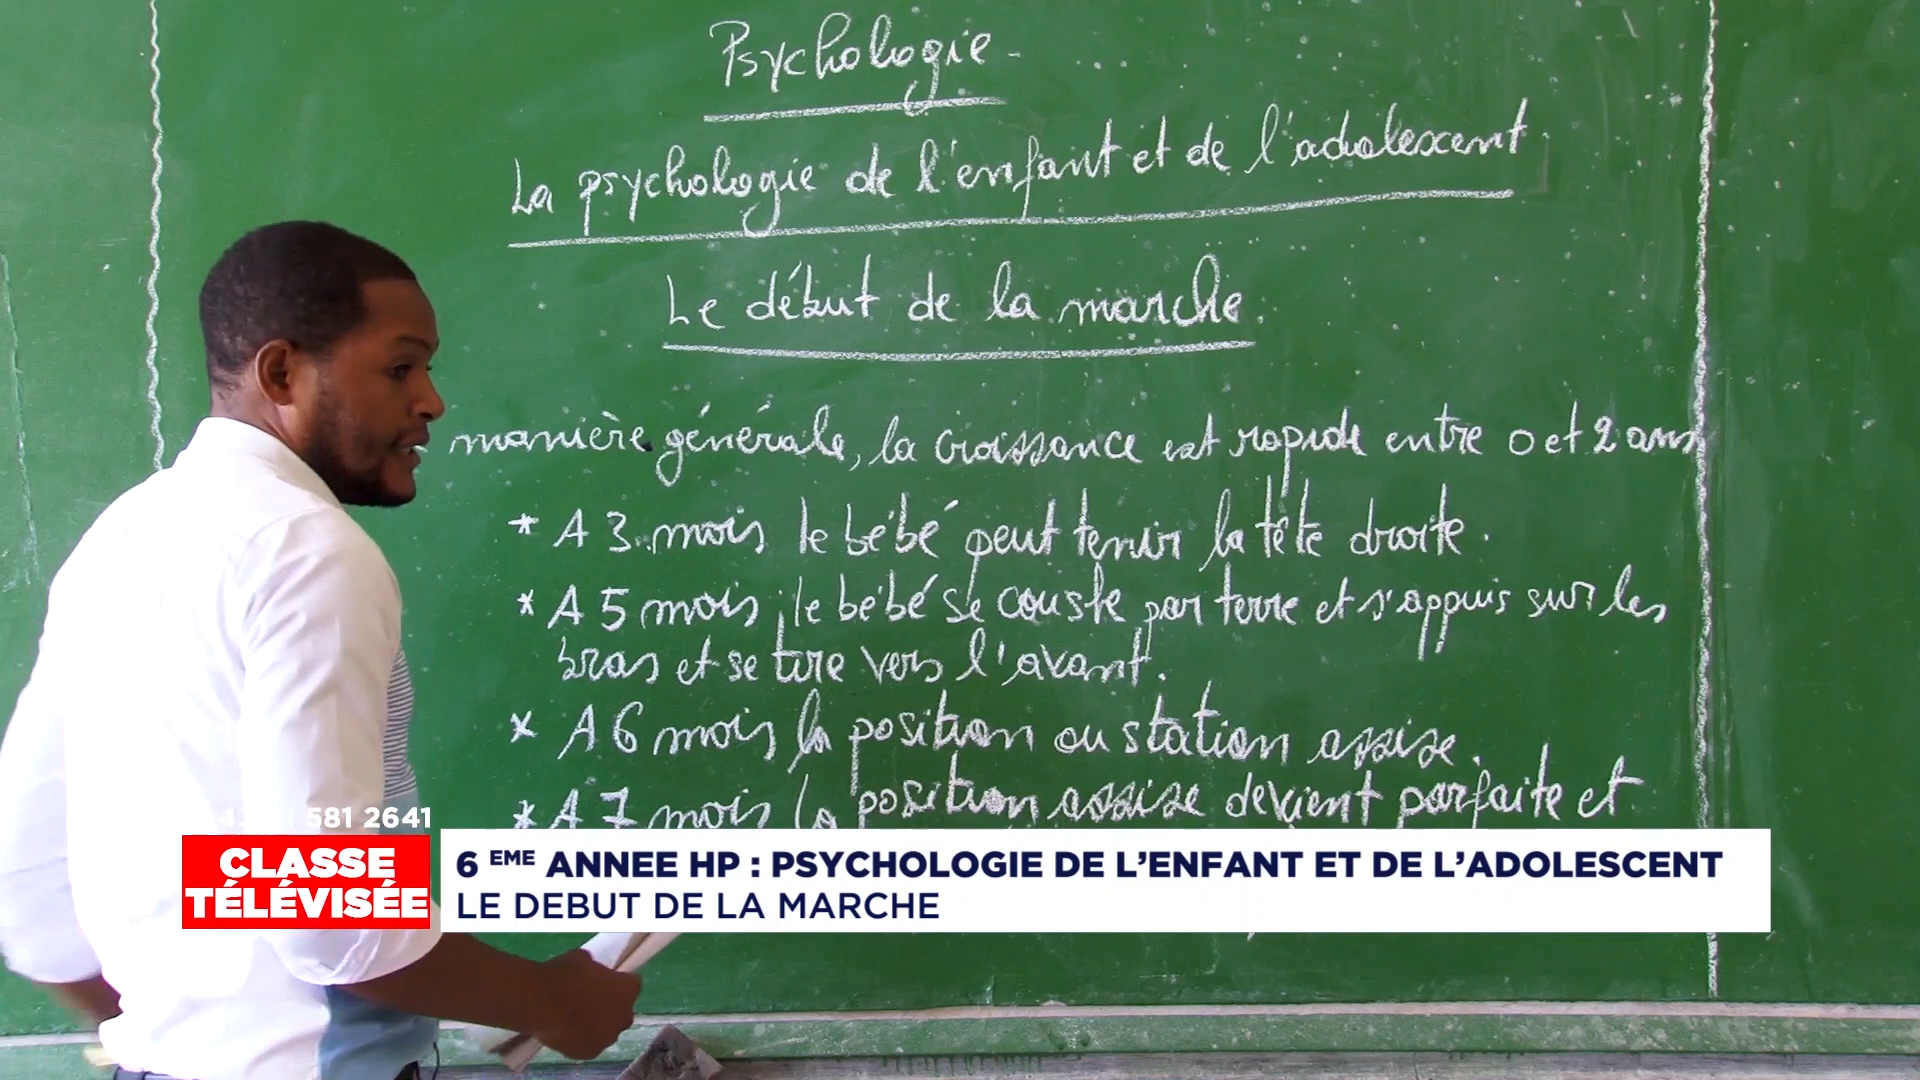 Psychologie
La psychologie de l'enfant et de l'adolescent
Le début de la marche.
manière générale, la croissance est rapide entre 0 et 2 ans
* A 3 mois le bébé peut tenir la tête droite.
* A 5 mois, le bébé se couste par terre et s'appuis sur les
bras et se tire vers l'avant.
* A 6 mois la position ou station assise.
* A 7 mois la position assise devient parfaite et
581 2641
CLASSE
TÉLÉVISÉE
6 EME ANNEE HP : PSYCHOLOGIE DE L'ENFANT ET DE L'ADOLESCENT
LE DEBUT DE LA MARCHE